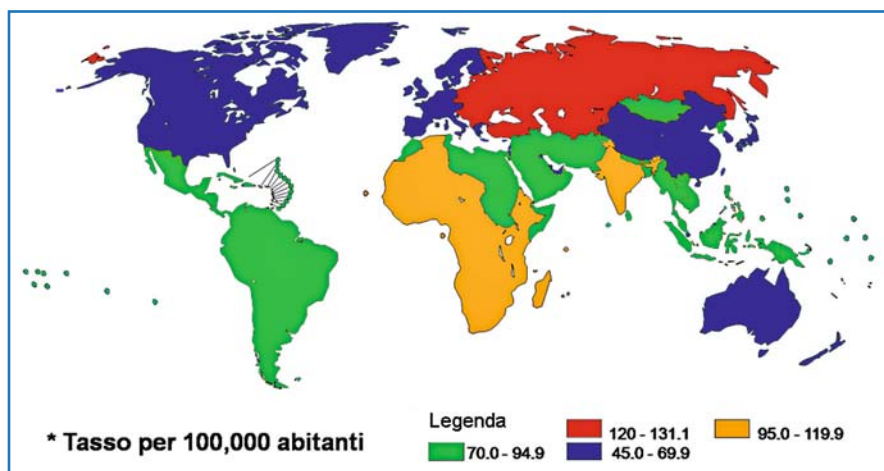 * Tasso per 100,000 abitanti
Legenda
70.0 - 94.9
120 - 131.1
45.0 - 69.9
95.0 - 119.9